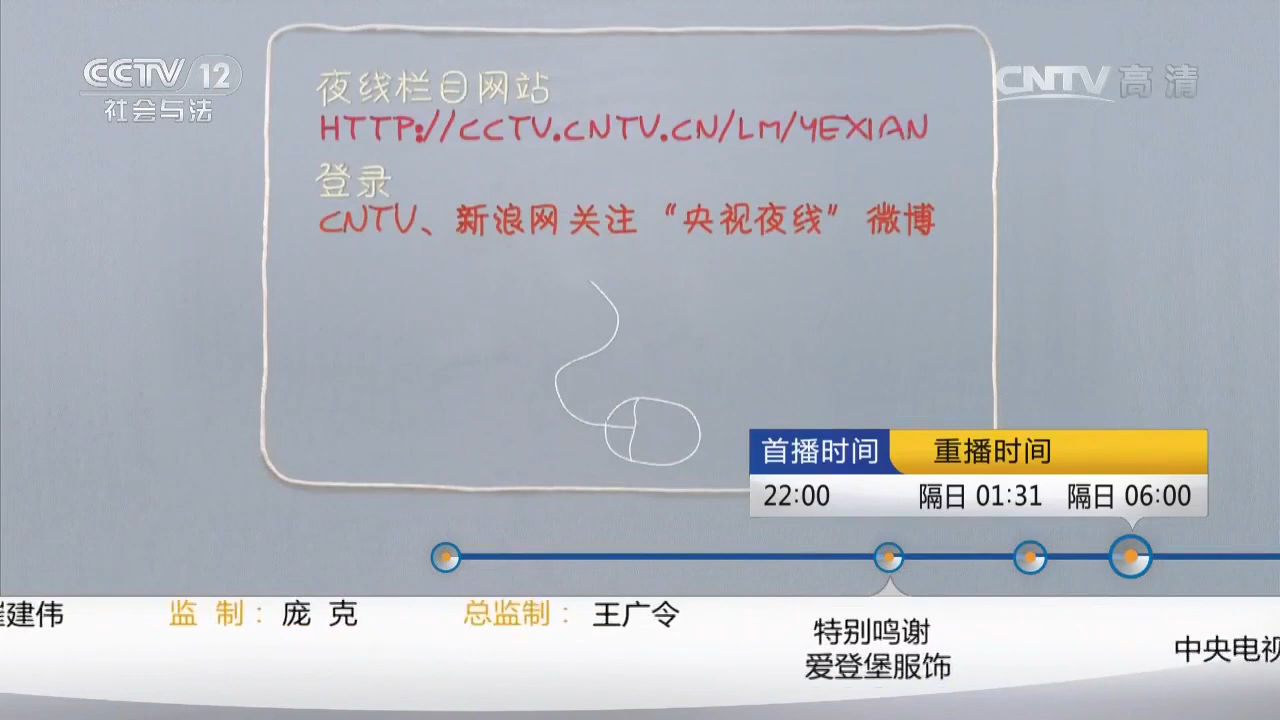 CCTV 12
社会与法
CNTV 高清
夜线栏目网站
HTTP://CCTV.CNTV.CN/LM/YEXIAN
登录
CNTV、新浪网关注“央视夜线”微博
首播时间 重播时间
22:00 隔日 01:31 隔日 06:00
建伟 监 制： 庞 克 总监制： 王广令
特别鸣谢
爱登堡服饰
中央电视